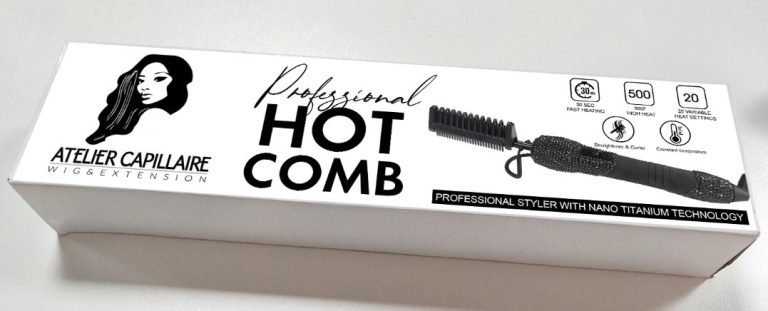 ATELIER CAPILLAIRE
WIG&EXTENSION
Professional
HOT
COMB
30
30 SEC
FAST HEATING
500
500F
HIGH HEAT
20
20 VARIABLE
HEAT SETTINGS
Straightener & Curler
Constant temperature
PROFESSIONAL STYLER WITH NANO TITANIUM TECHNOLOGY